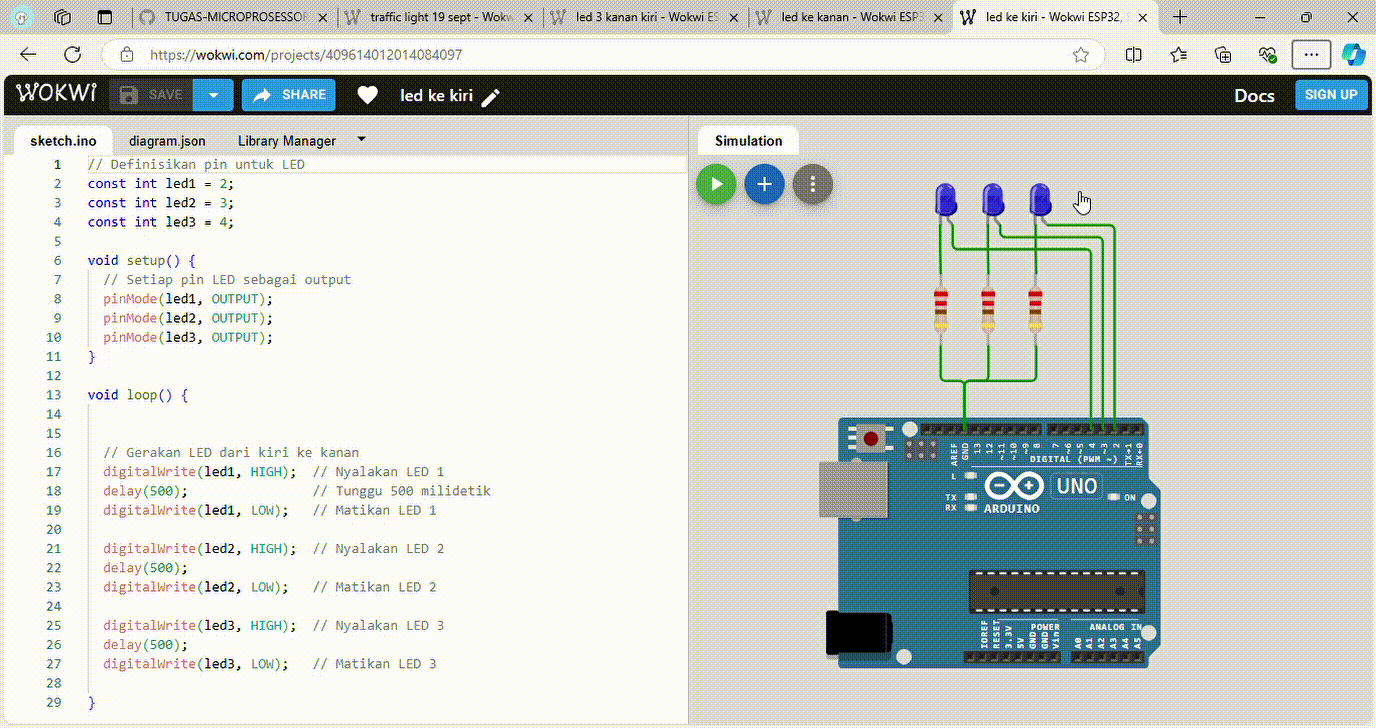 TUGAS-MICROPROSESSOR
traffic light 19 sept - Wokw
led 3 kanan kiri - Wokwi ES
led ke kanan - Wokwi ESP3
led ke kiri - Wokwi ESP32, S
https://wokwi.com/projects/409614012014084097
WOKWI
SAVE
SHARE
led ke kiri
Docs
SIGN UP
sketch.ino
diagram.json
Library Manager
Simulation
1 // Definisikan pin untuk LED
2 const int led1 = 2;
3 const int led2 = 3;
4 const int led3 = 4;
5
6 void setup() {
7 // Setiap pin LED sebagai output
8 pinMode(led1, OUTPUT);
9 pinMode(led2, OUTPUT);
10 pinMode(led3, OUTPUT);
11 }
12
13 void loop() {
14
15
16 // Gerakan LED dari kiri ke kanan
17 digitalWrite(led1, HIGH); // Nyalakan LED 1
18 delay(500); // Tunggu 500 milidetik
19 digitalWrite(led1, LOW); // Matikan LED 1
20
21 digitalWrite(led2, HIGH); // Nyalakan LED 2
22 delay(500);
23 digitalWrite(led2, LOW); // Matikan LED 2
24
25 digitalWrite(led3, HIGH); // Nyalakan LED 3
26 delay(500);
27 digitalWrite(led3, LOW); // Matikan LED 3
28
29 }
AREF GND 13 12 ~11 ~10 ~9 8 7 ~6 ~5 4 ~3 2 TX→1 RX←0
DIGITAL (PWM ~)
L
TX
RX
UNO
ON
ARDUINO
IOREF RESET 3.3V 5V GND GND Vin
POWER
ANALOG IN
A0 A1 A2 A3 A4 A5